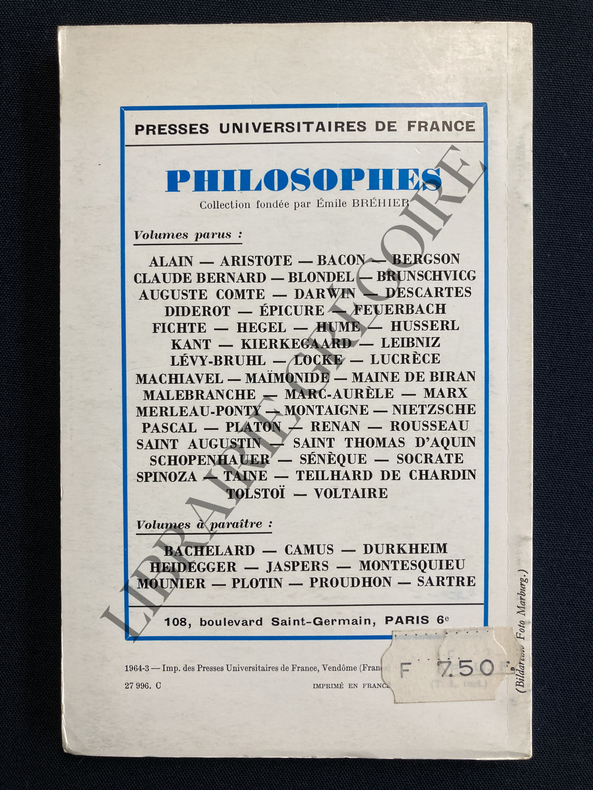 PRESSES UNIVERSITAIRES DE FRANCE
PHILOSOPHES
Collection fondée par Émile BRÉHIER
Volumes parus :
ALAIN — ARISTOTE — BACON — BERGSON
CLAUDE BERNARD — BLONDEL — BRUNSCHVICG
AUGUSTE COMTE — DARWIN — DESCARTES
DIDEROT — ÉPICURE — FEUERBACH
FICHTE — HEGEL — HUME — HUSSERL
KANT — KIERKEGAARD — LEIBNIZ
LÉVY-BRUHL — LOCKE — LUCRÈCE
MACHIAVEL — MAÏMONIDE — MAINE DE BIRAN
MALEBRANCHE — MARC-AURÈLE — MARX
MERLEAU-PONTY — MONTAIGNE — NIETZSCHE
PASCAL — PLATON — RENAN — ROUSSEAU
SAINT AUGUSTIN — SAINT THOMAS D'AQUIN
SCHOPENHAUER — SÉNÈQUE — SOCRATE
SPINOZA — TAINE — TEILHARD DE CHARDIN
TOLSTOÏ — VOLTAIRE
Volumes à paraître :
BACHELARD — CAMUS — DURKHEIM
HEIDEGGER — JASPERS — MONTESQUIEU
MOUNIER — PLOTIN — PROUDHON — SARTRE
108, boulevard Saint-Germain, PARIS 6e
1964-3 — Imp. des Presses Universitaires de France, Vendôme
27 996. C
IMPRIMÉ EN FRANCE
F 7.50
Foto Marburg.)
LIBRAIRIE GRÉGOIRE